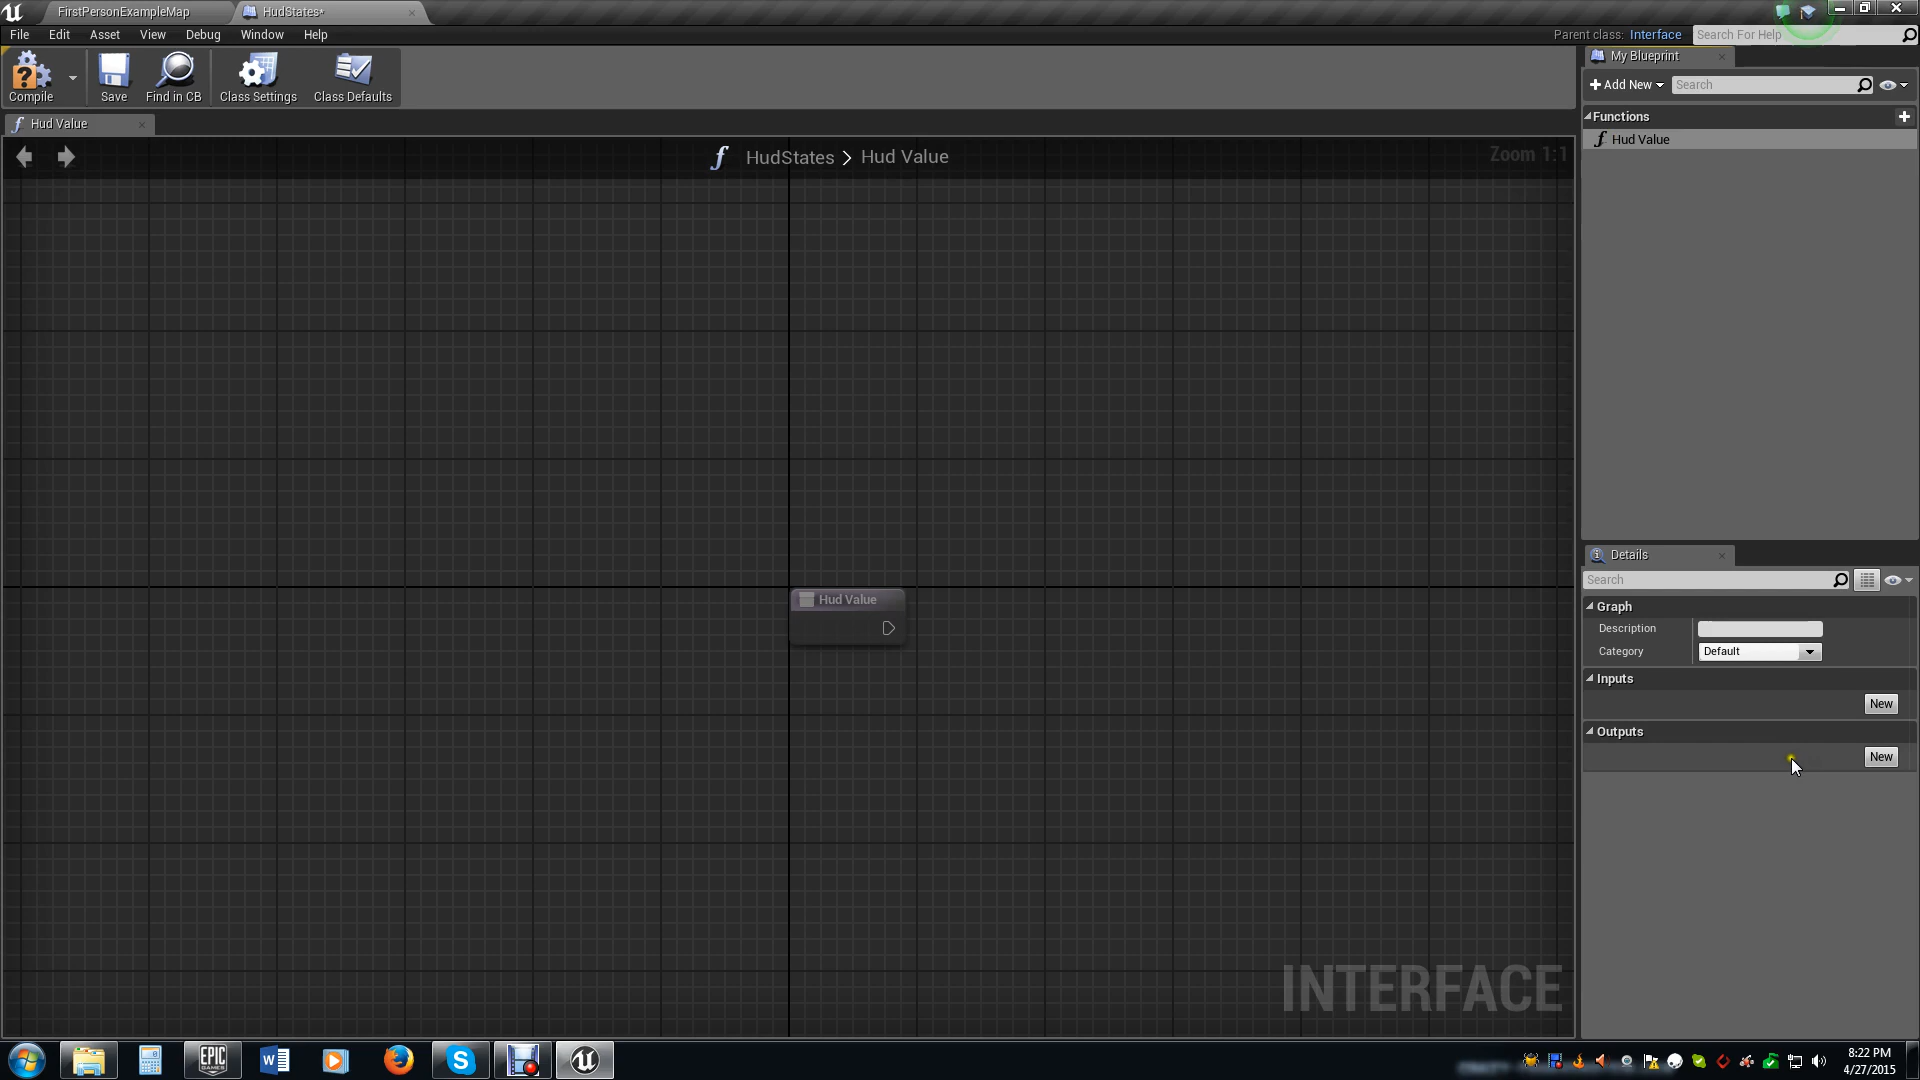 FirstPersonExampleMap
HudStates*
File Edit Asset View Window Debug Help
Parent class: Interface
Search For Help
Compile
Save
Find in CB
Class Settings
Class Defaults
My Blueprint
Add New
Search
Functions
Hud Value
Hud Value
HudStates > Hud Value
Zoom 1:1
Hud Value
Details
Search
Graph
Description
Category
Default
Inputs
New
Outputs
New
INTERFACE
EPIC
GAMES
8:22 PM
4/27/2015